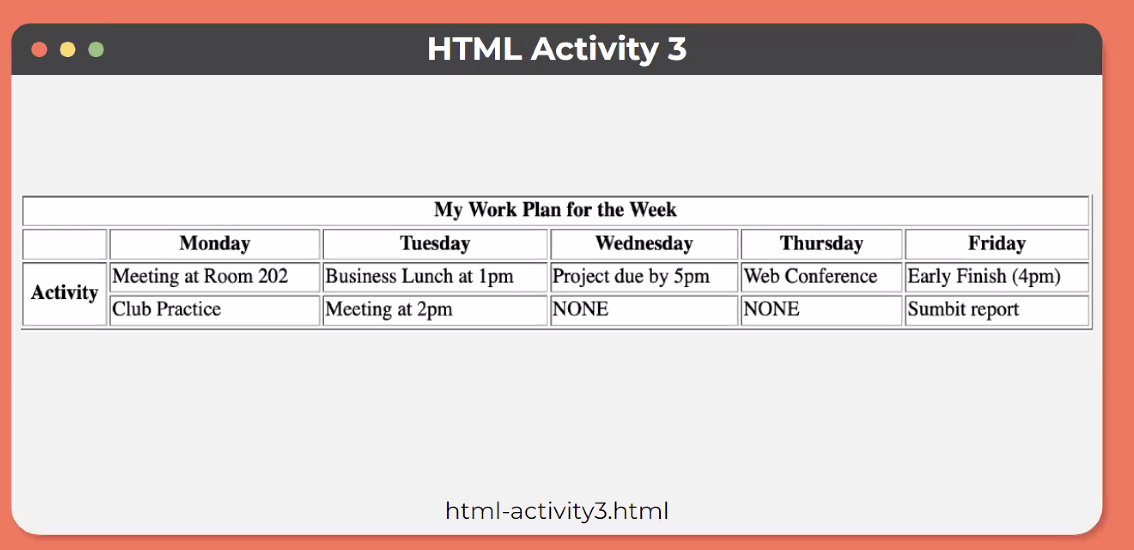 HTML Activity 3
My Work Plan for the Week
Monday Tuesday Wednesday Thursday Friday
Activity
Meeting at Room 202 Business Lunch at 1pm Project due by 5pm Web Conference Early Finish (4pm)
Club Practice Meeting at 2pm NONE NONE Sumbit report
html-activity3.html